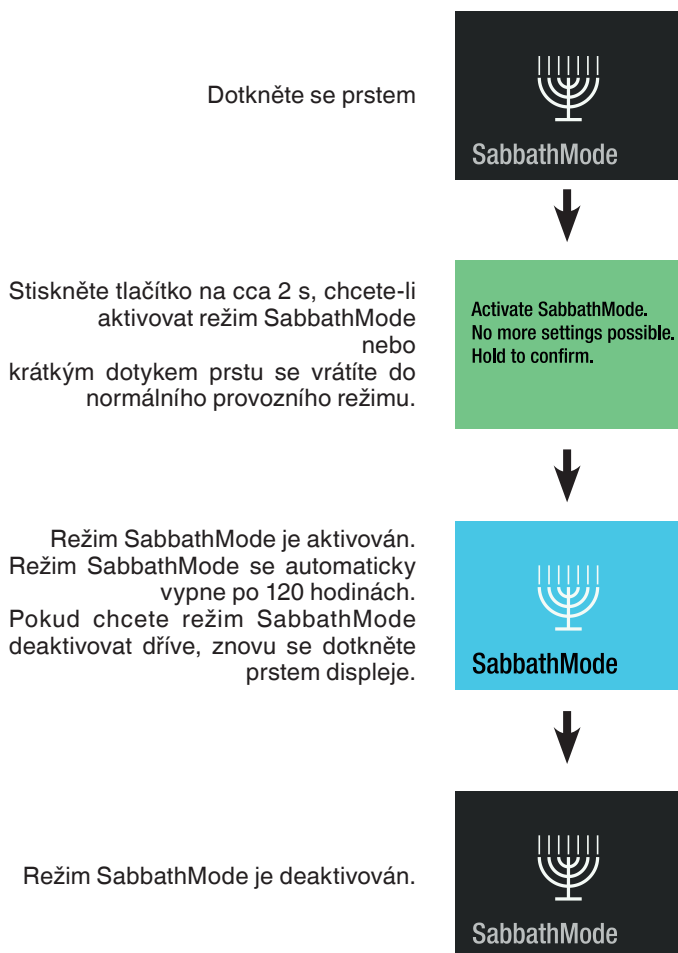 Dotkněte se prstem
SabbathMode
Stiskněte tlačítko na cca 2 s, chcete-li
aktivovat režim SabbathMode
nebo
krátkým dotykem prstu se vrátíte do
normálního provozního režimu.
Activate SabbathMode.
No more settings possible.
Hold to confirm.
Režim SabbathMode je aktivován.
Režim SabbathMode se automaticky
vypne po 120 hodinách.
Pokud chcete režim SabbathMode
deaktivovat dříve, znovu se dotkněte
prstem displeje.
SabbathMode
Režim SabbathMode je deaktivován.
SabbathMode